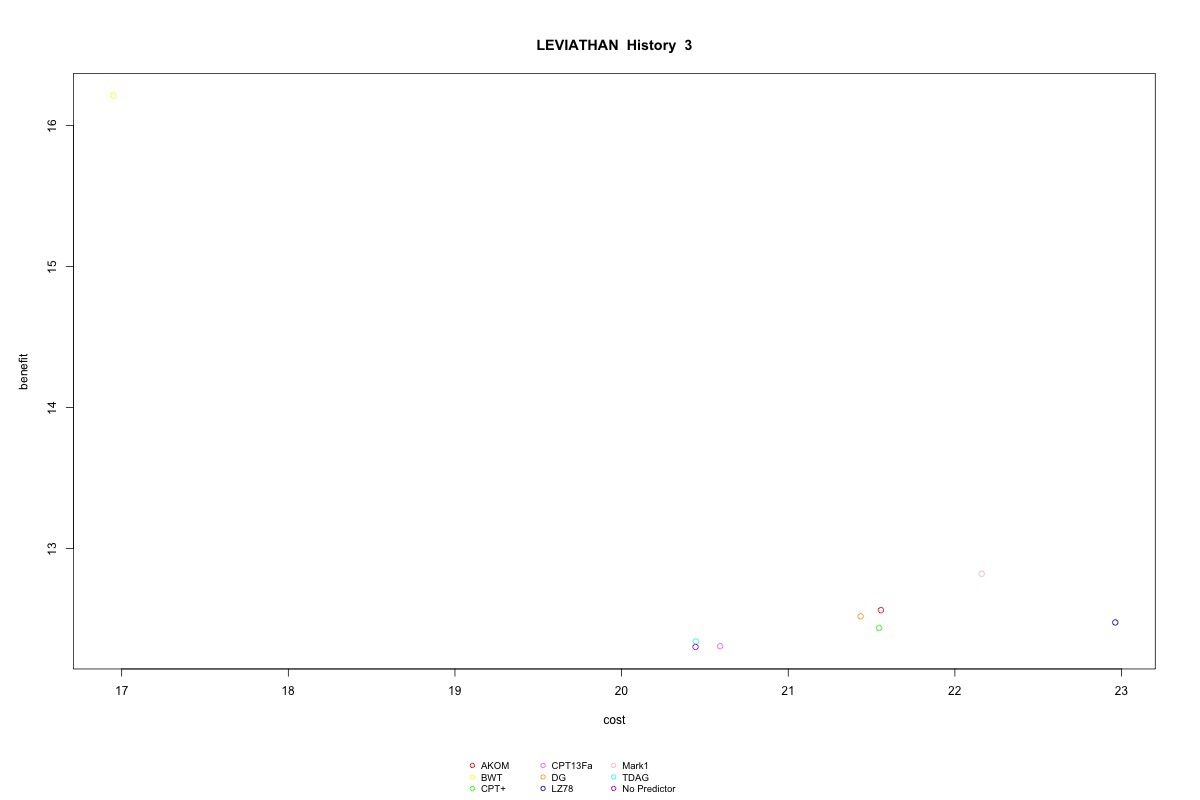 LEVIATHAN  History  3
16
15
14
13
benefit
17 18 19 20 21 22 23
cost
AKOM CPT13Fa Mark1
BWT DG TDAG
CPT+ LZ78 No Predictor